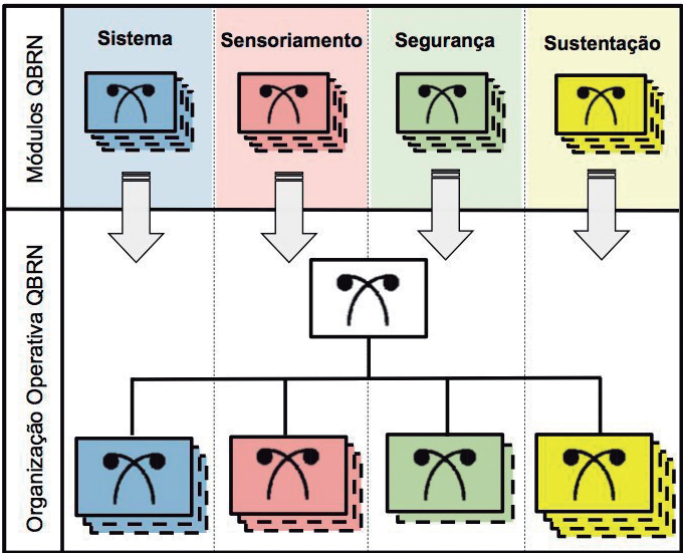 Módulos QBRN
Sistema
Sensoriamento
Segurança
Sustentação
Organização Operativa QBRN